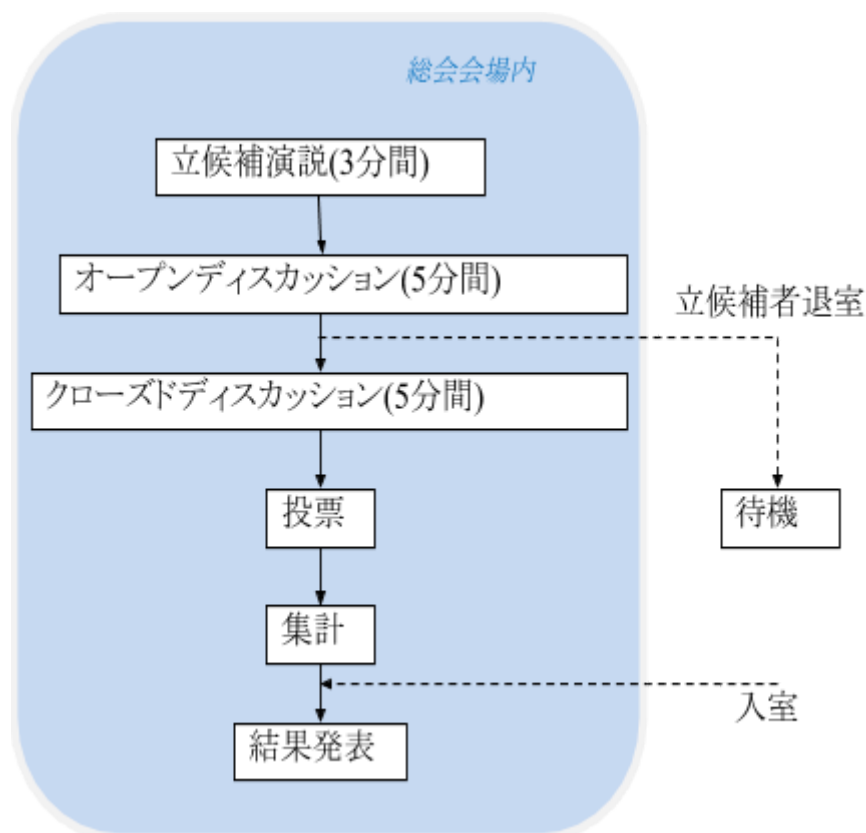 総会会場内
立候補演説(3分間)
オープンディスカッション(5分間)
立候補者退室
クローズドディスカッション(5分間)
投票
待機
集計
入室
結果発表